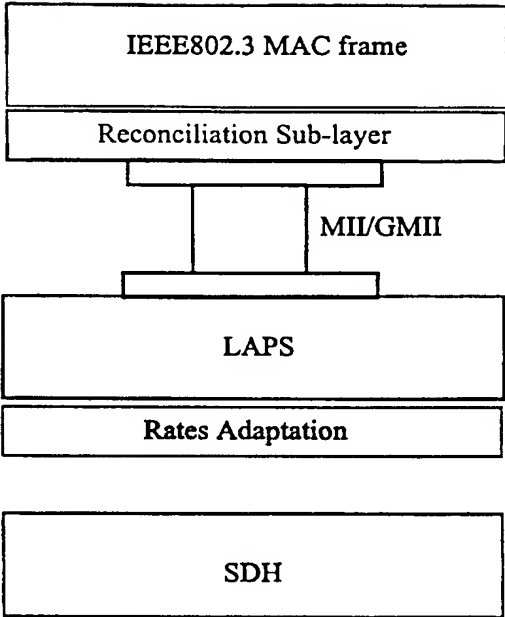 IEEE802.3 MAC frame
Reconciliation Sub-layer
MII/GMII
LAPS
Rates Adaptation
SDH